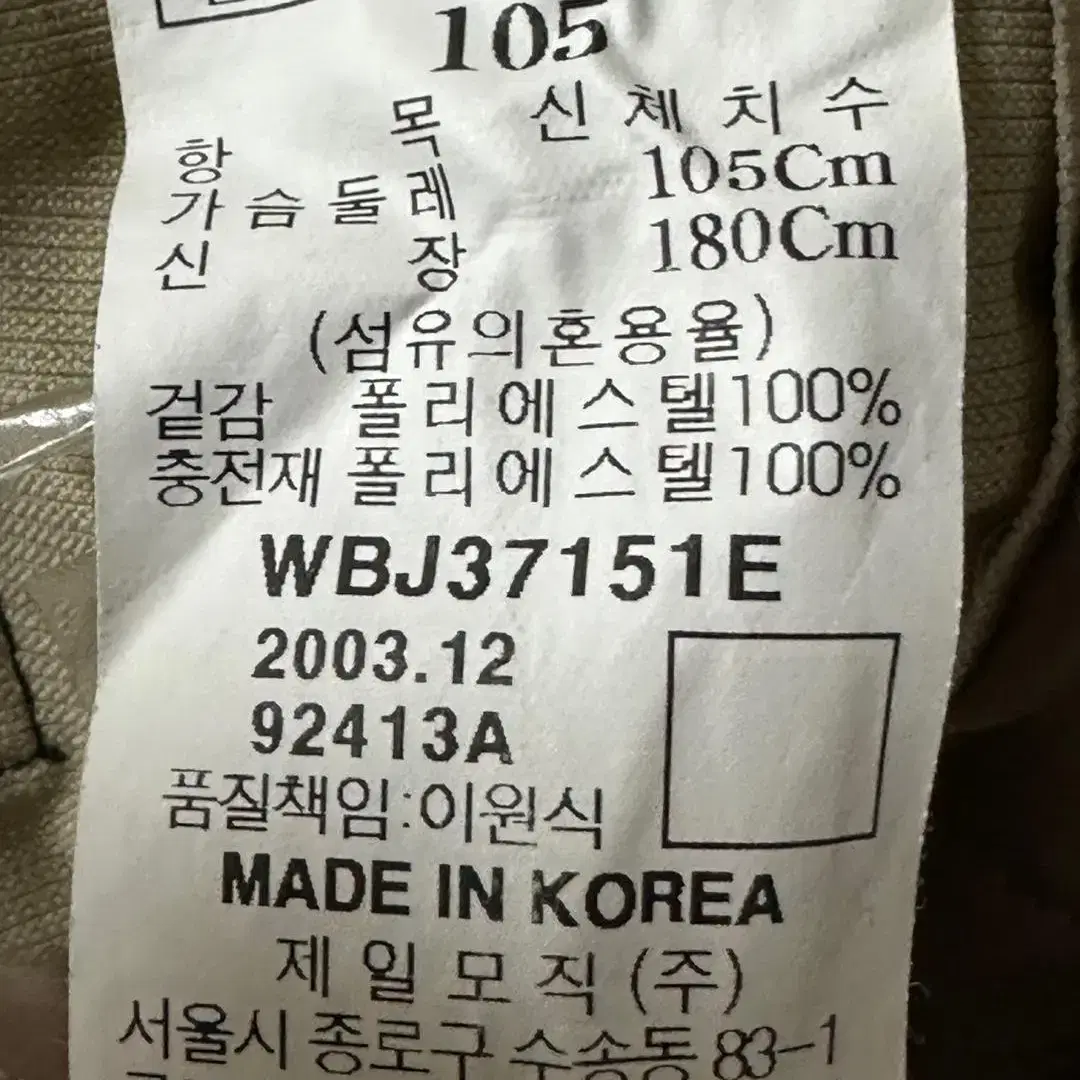 105
항 목 신 체 치 수
가 슴 둘 레 105Cm
신 장 180Cm
(섬유의혼용율)
겉감 폴리에스텔100%
충전재 폴리에스텔100%
WBJ37151E
2003.12
92413A
품질책임:이원식
MADE IN KOREA
제 일 모 직 (주)
서울시 종로구 수송동 83-1